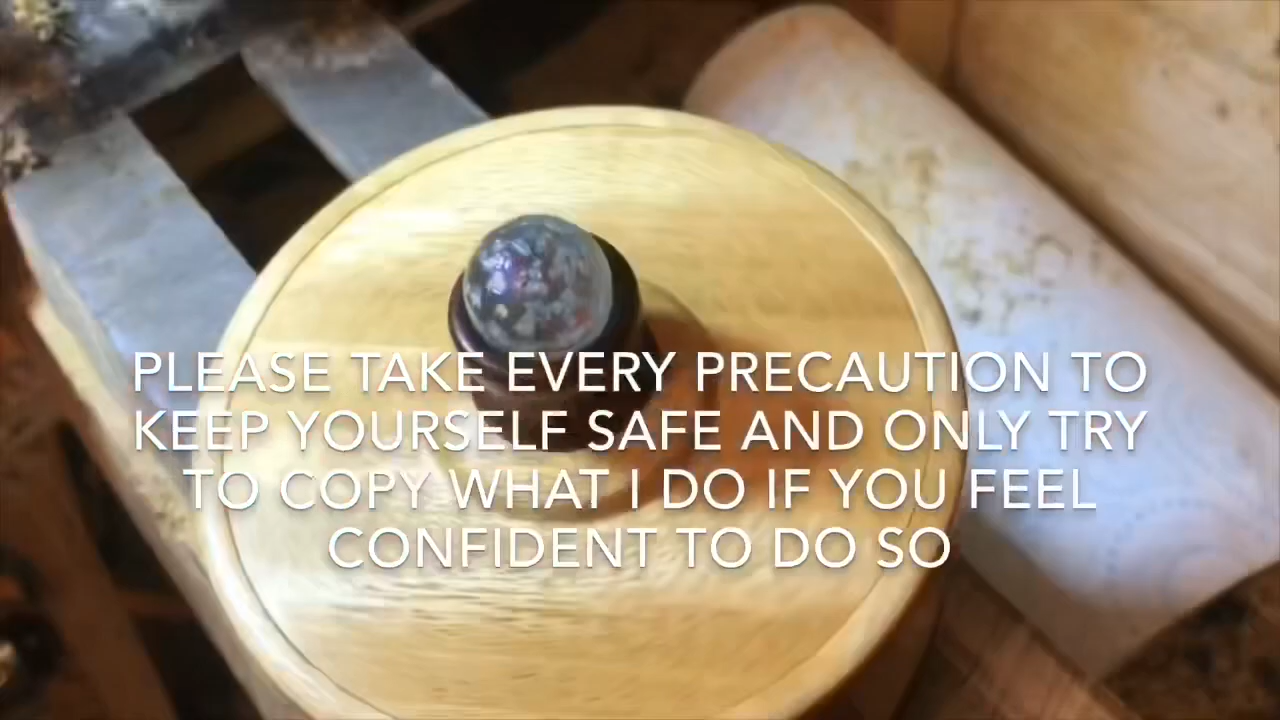 PLEASE TAKE EVERY PRECAUTION TO
KEEP YOURSELF SAFE AND ONLY TRY
TO COPY WHAT I DO IF YOU FEEL
CONFIDENT TO DO SO